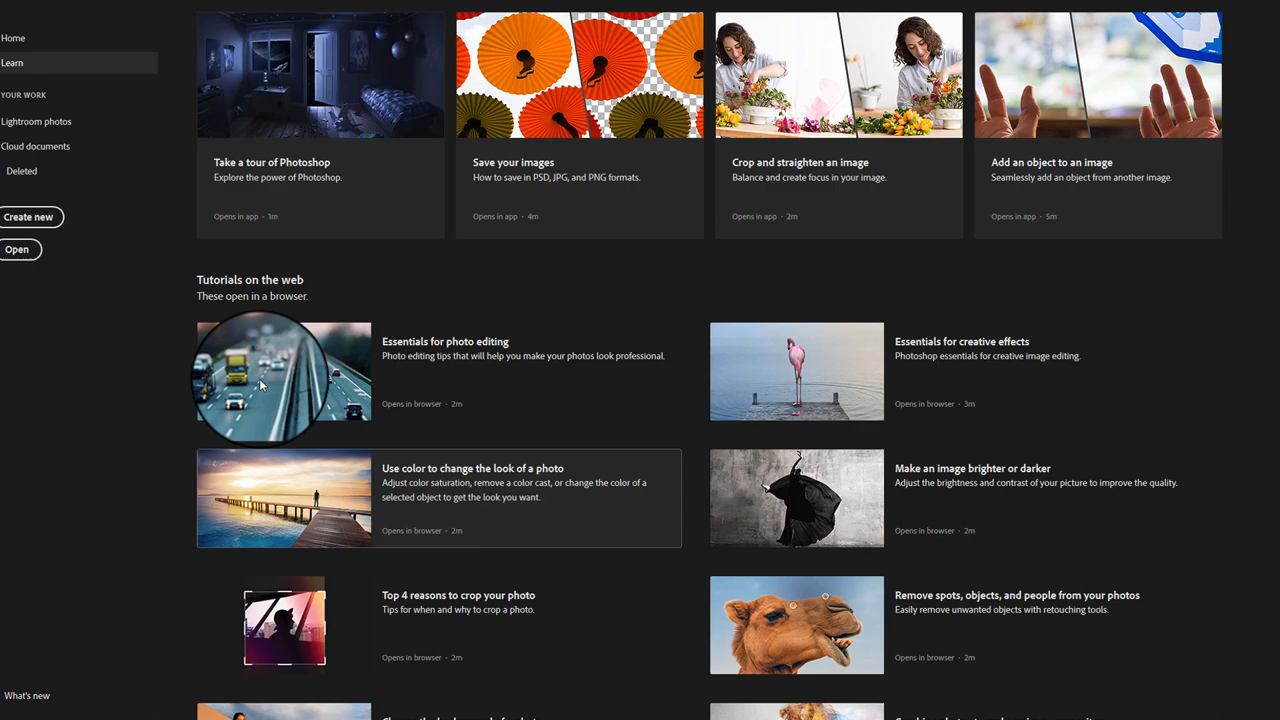 Home
Learn
YOUR WORK
Lightroom photos
Cloud documents
Deleted
Create new
Open
What's new
Take a tour of Photoshop
Explore the power of Photoshop.
Opens in app • 1m
Save your images
How to save in PSD, JPG, and PNG formats.
Opens in app • 4m
Crop and straighten an image
Balance and create focus in your image.
Opens in app • 2m
Add an object to an image
Seamlessly add an object from another image.
Opens in app • 5m
Tutorials on the web
These open in a browser.
Essentials for photo editing
Photo editing tips that will help you make your photos look professional.
Opens in browser • 2m
Essentials for creative effects
Photoshop essentials for creative image editing.
Opens in browser • 3m
Use color to change the look of a photo
Adjust color saturation, remove a color cast, or change the color of a
selected object to get the look you want.
Opens in browser • 2m
Make an image brighter or darker
Adjust the brightness and contrast of your picture to improve the quality.
Opens in browser • 2m
Top 4 reasons to crop your photo
Tips for when and why to crop a photo.
Opens in browser • 2m
Remove spots, objects, and people from your photos
Easily remove unwanted objects with retouching tools.
Opens in browser • 2m